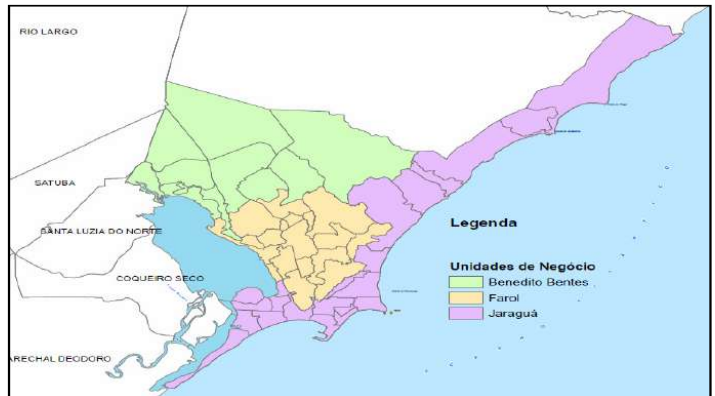 RIO LARGO
SATUBA
SANTA LUZIA DO NORTE
COQUEIRO SECO
ARECHAL DEODORO
Legenda
Unidades de Negócio
Benedito Bentes
Farol
Jaraguá